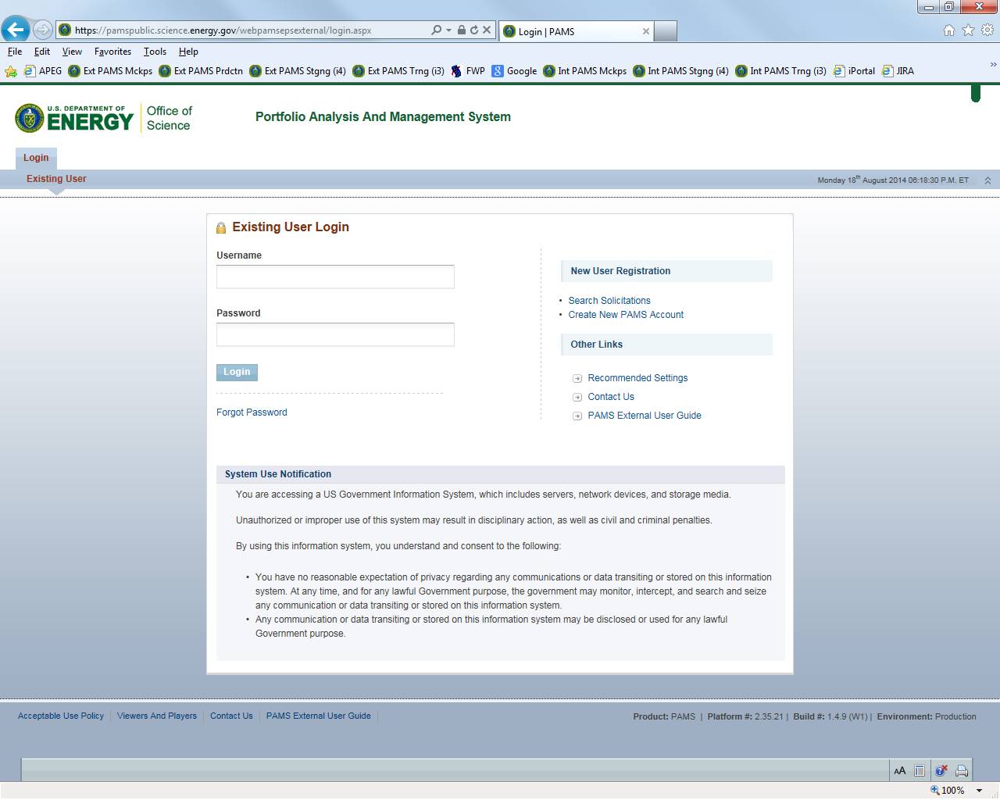 https://pamspublic.science.energy.gov/webpamsepsexternal/login.aspx
Login | PAMS
File Edit View Favorites Tools Help
APEG Ext PAMS Mckps Ext PAMS Prdctn Ext PAMS Stgng (i4) Ext PAMS Trng (i3) FWP Google Int PAMS Mckps Int PAMS Stgng (i4) Int PAMS Trng (i3) iPortal JIRA
U.S. DEPARTMENT OF
ENERGY
Office of
Science
Portfolio Analysis And Management System
Login
Existing User
Monday 18th August 2014 06:18:30 P.M. ET
Existing User Login
Username
Password
Login
Forgot Password
New User Registration
• Search Solicitations
• Create New PAMS Account
Other Links
Recommended Settings
Contact Us
PAMS External User Guide
System Use Notification
You are accessing a US Government Information System, which includes servers, network devices, and storage media.
Unauthorized or improper use of this system may result in disciplinary action, as well as civil and criminal penalties.
By using this information system, you understand and consent to the following:
• You have no reasonable expectation of privacy regarding any communications or data transiting or stored on this information
system. At any time, and for any lawful Government purpose, the government may monitor, intercept, and search and seize
any communication or data transiting or stored on this information system.
• Any communication or data transiting or stored on this information system may be disclosed or used for any lawful
Government purpose.
Acceptable Use Policy Viewers And Players Contact Us PAMS External User Guide
Product: PAMS | Platform #: 2.35.21 | Build #: 1.4.9 (W1) | Environment: Production
AA
100%